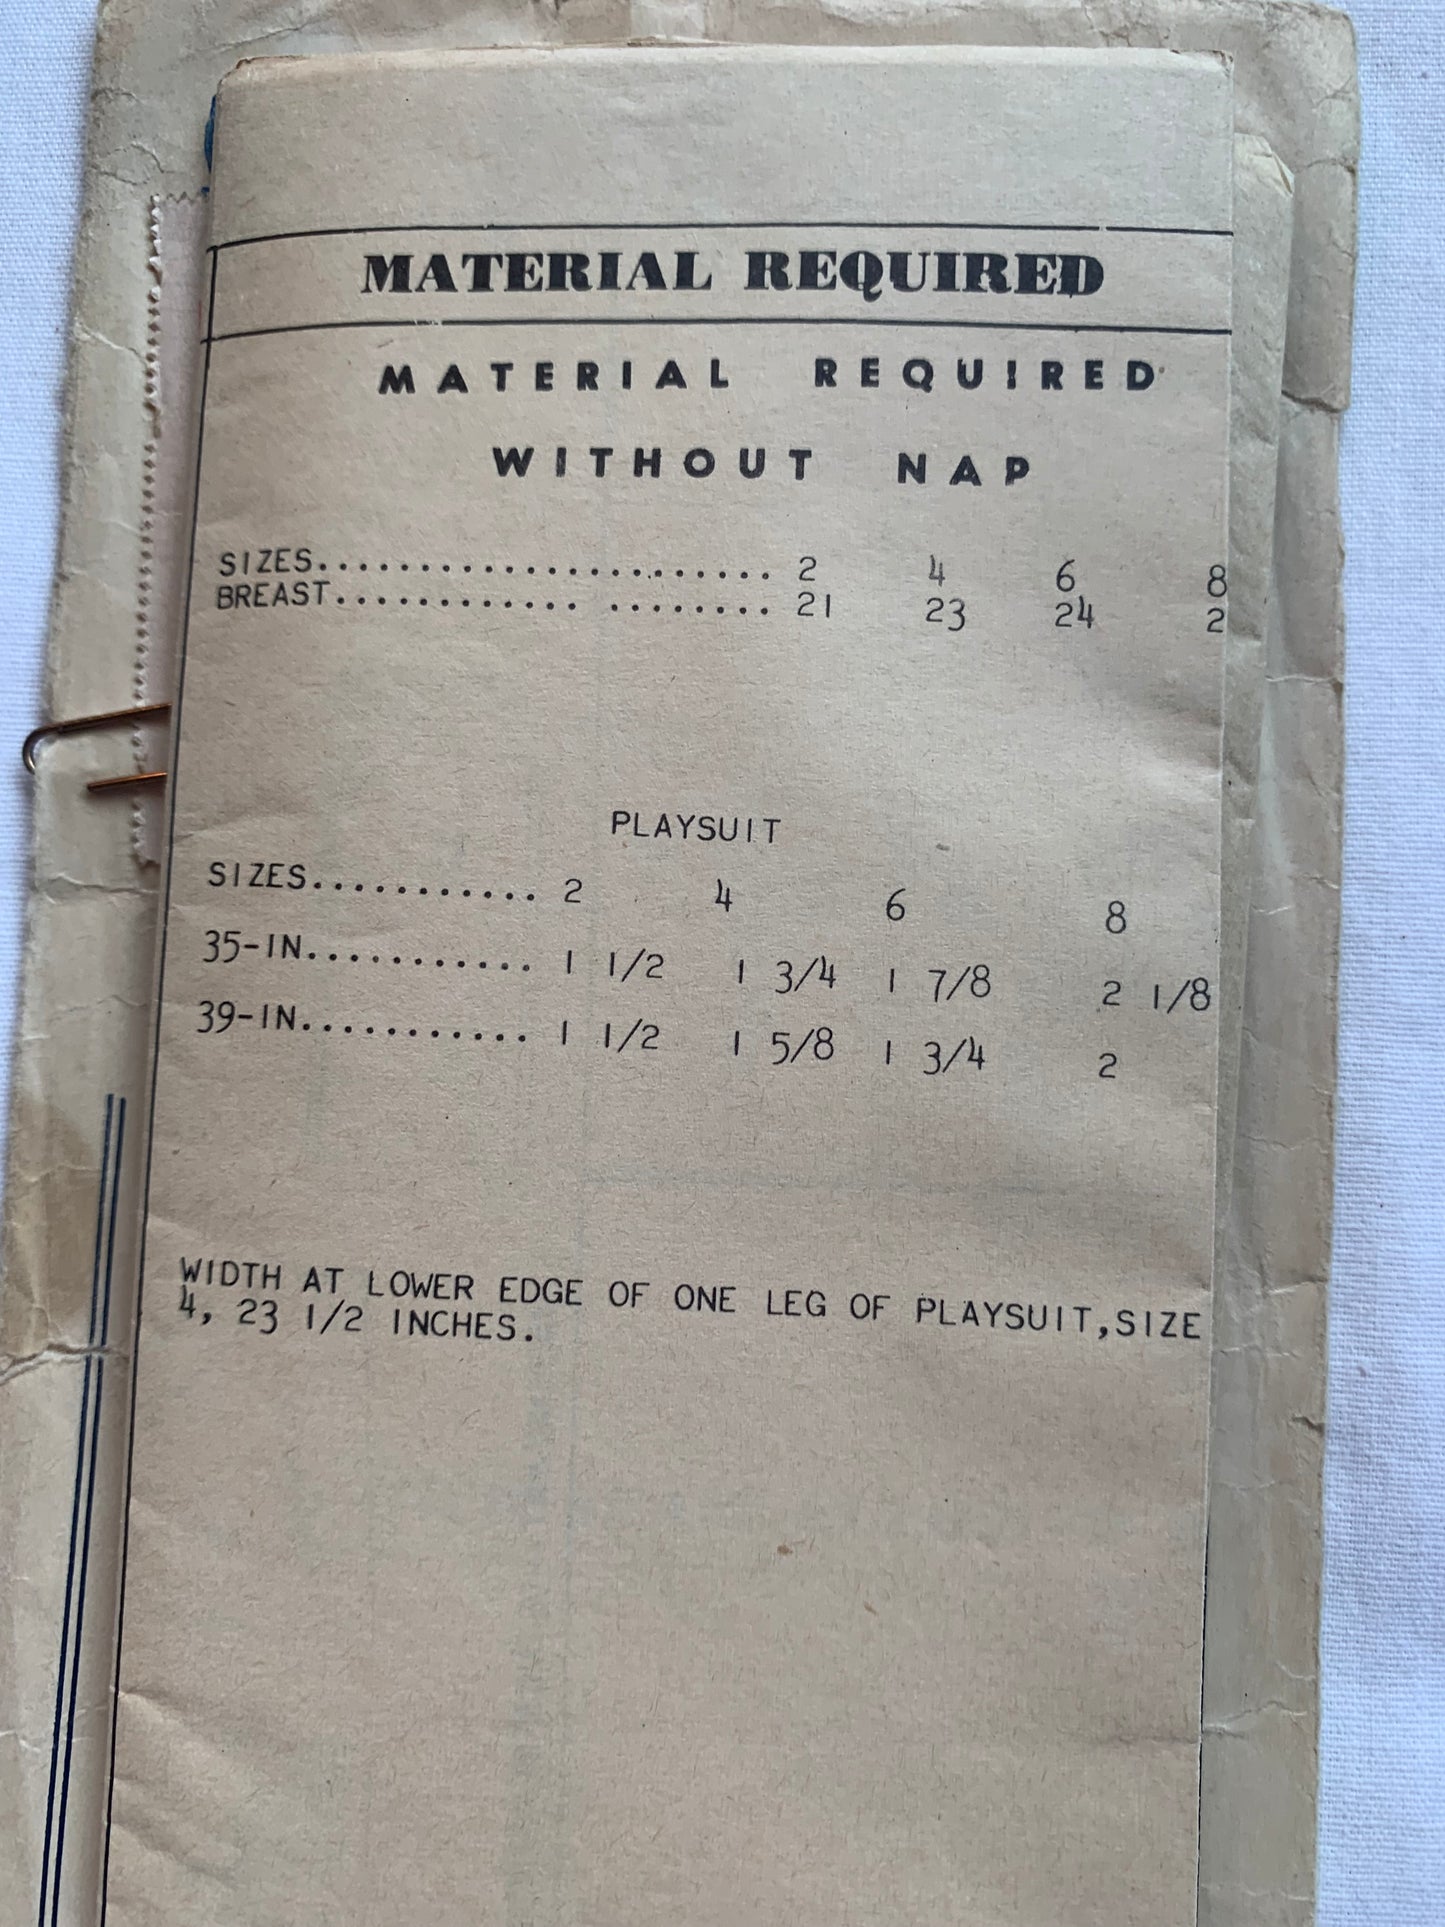 MATERIAL REQUIRED
MATERIAL REQUIRED
WITHOUT NAP
SIZES....................... 2 4 6 8
BREAST............. ........ 21 23 24 2
PLAYSUIT
SIZES........... 2 4 6 8
35-IN........... 1 1/2 1 3/4 1 7/8 2 1/8
39-IN........... 1 1/2 1 5/8 1 3/4 2
WIDTH AT LOWER EDGE OF ONE LEG OF PLAYSUIT,SIZE
4, 23 1/2 INCHES.